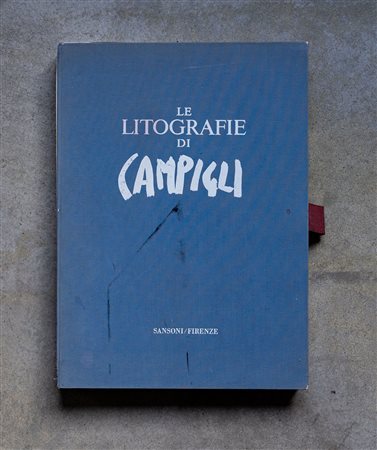 LE
LITOGRAFIE
DI
CAMPIGLI
SANSONI/FIRENZE